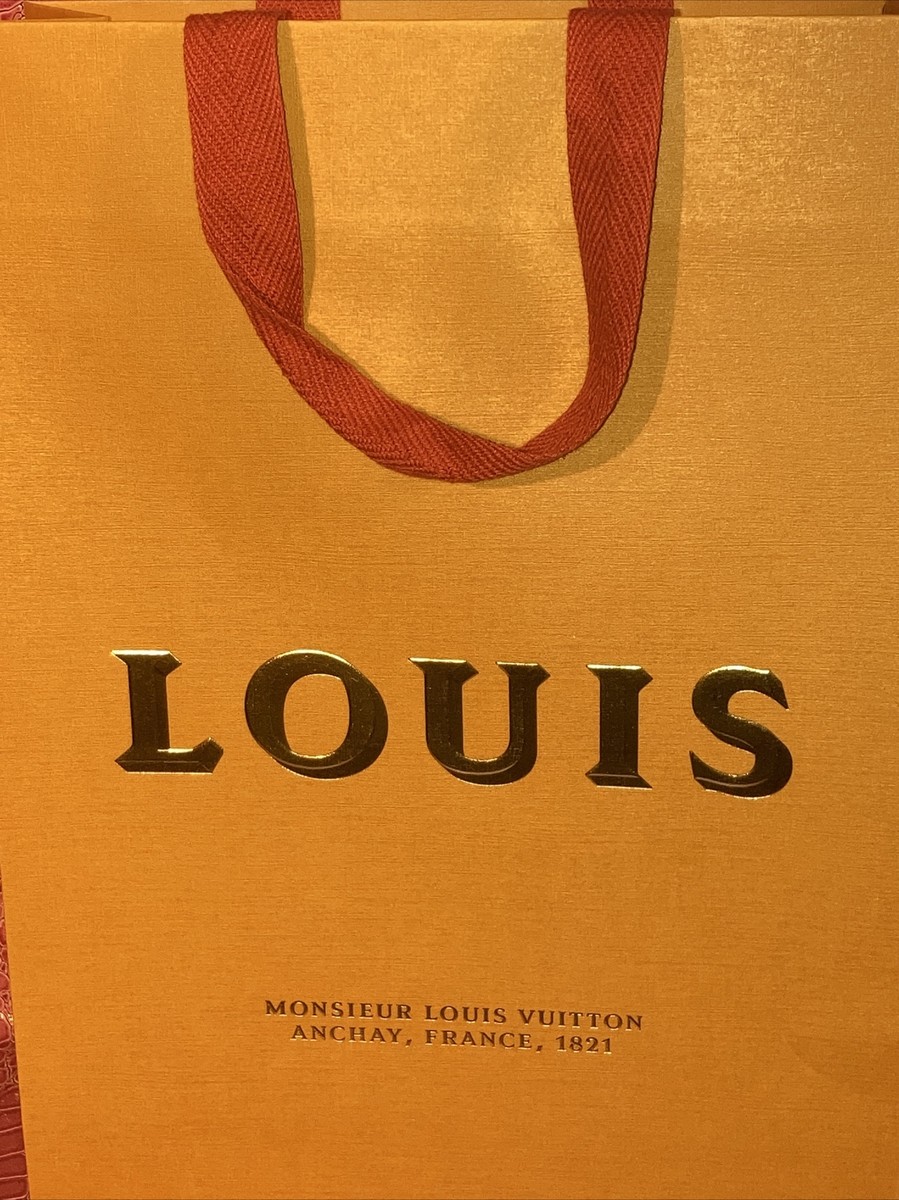 LOUIS
MONSIEUR LOUIS VUITTON
ANCHAY, FRANCE, 1821